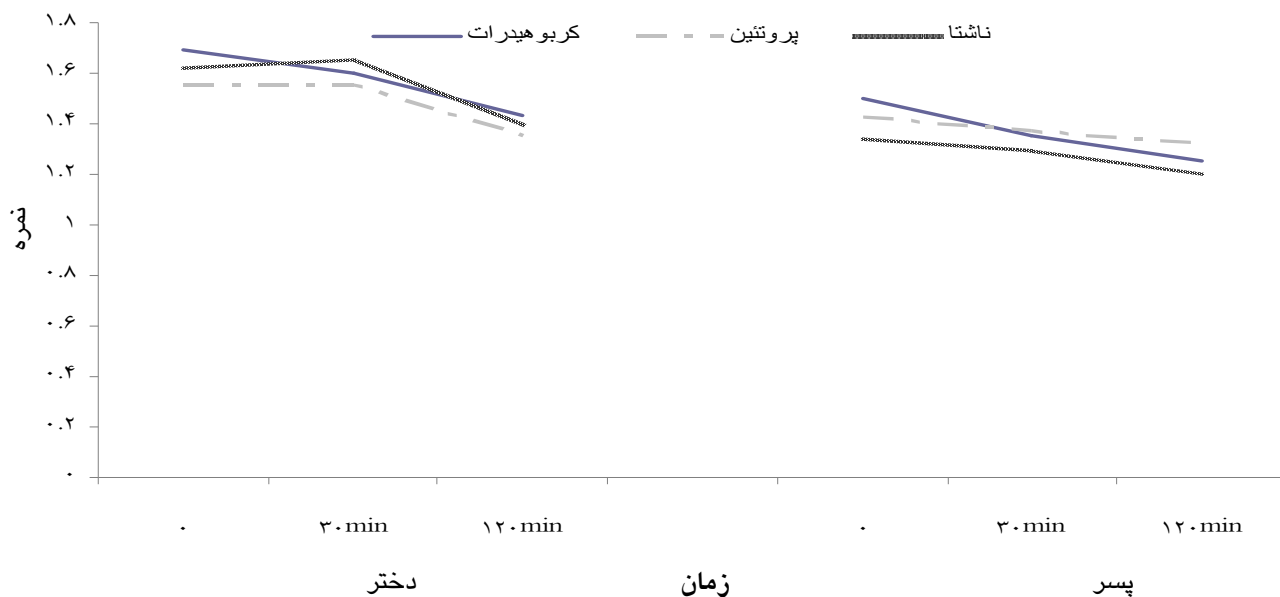 کربوهیدرات پروتئین ناشتا
۱.۸
۱.۶
۱.۴
۱.۲
۱
۰.۸
۰.۶
۰.۴
۰.۲
۰
نمره
۰ ۳۰min ۱۲۰min ۰ ۳۰min ۱۲۰min
دختر زمان پسر